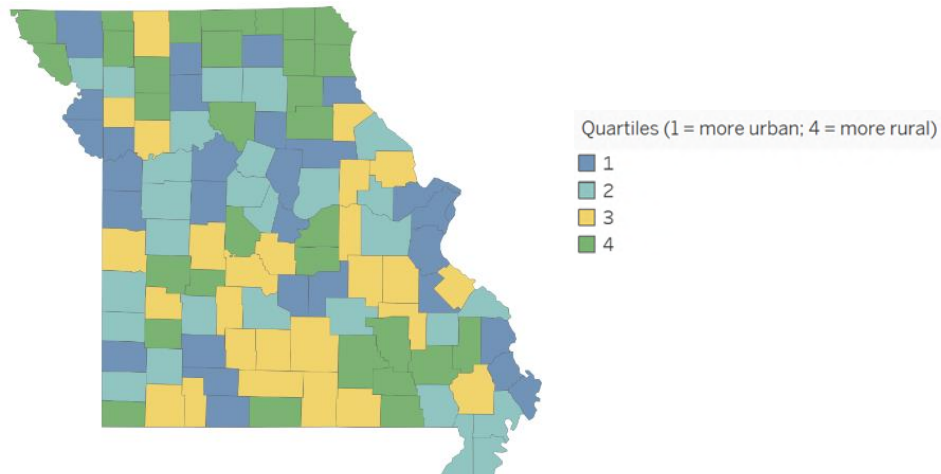 Quartiles (1 = more urban; 4 = more rural)
1
2
3
4